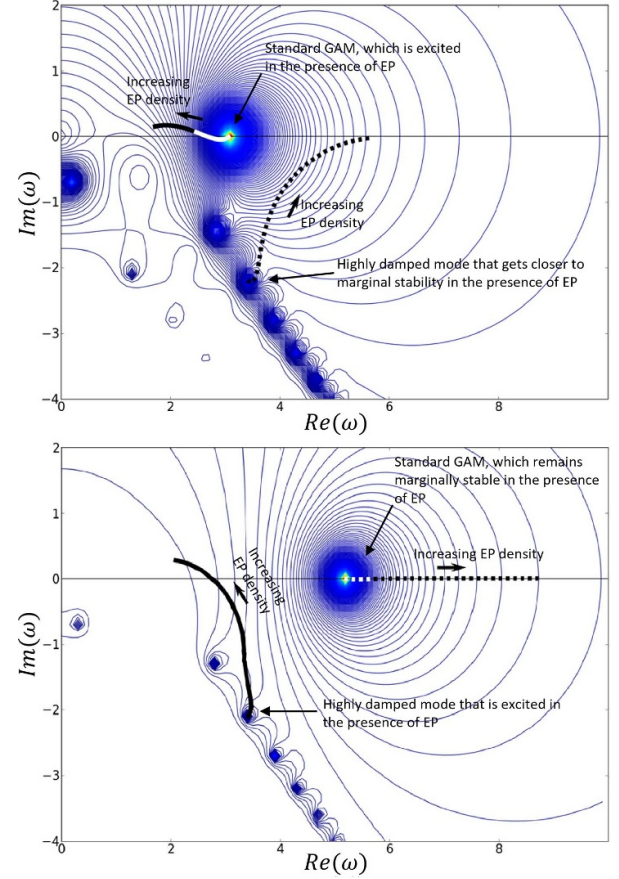 2
Standard GAM, which is excited
in the presence of EP
1
Increasing
EP density
0
Increasing
EP density
−1
Highly damped mode that gets closer to
marginal stability in the presence of EP
−2
−3
−4
0 2 4 6 8
Im(ω)
Re(ω)
2
Standard GAM, which remains
marginally stable in the presence
of EP
1
Increasing EP density
Increasing
EP density
0
−1
Highly damped mode that is excited in
the presence of EP
−2
−3
−4
0 2 4 6 8
Im(ω)
Re(ω)